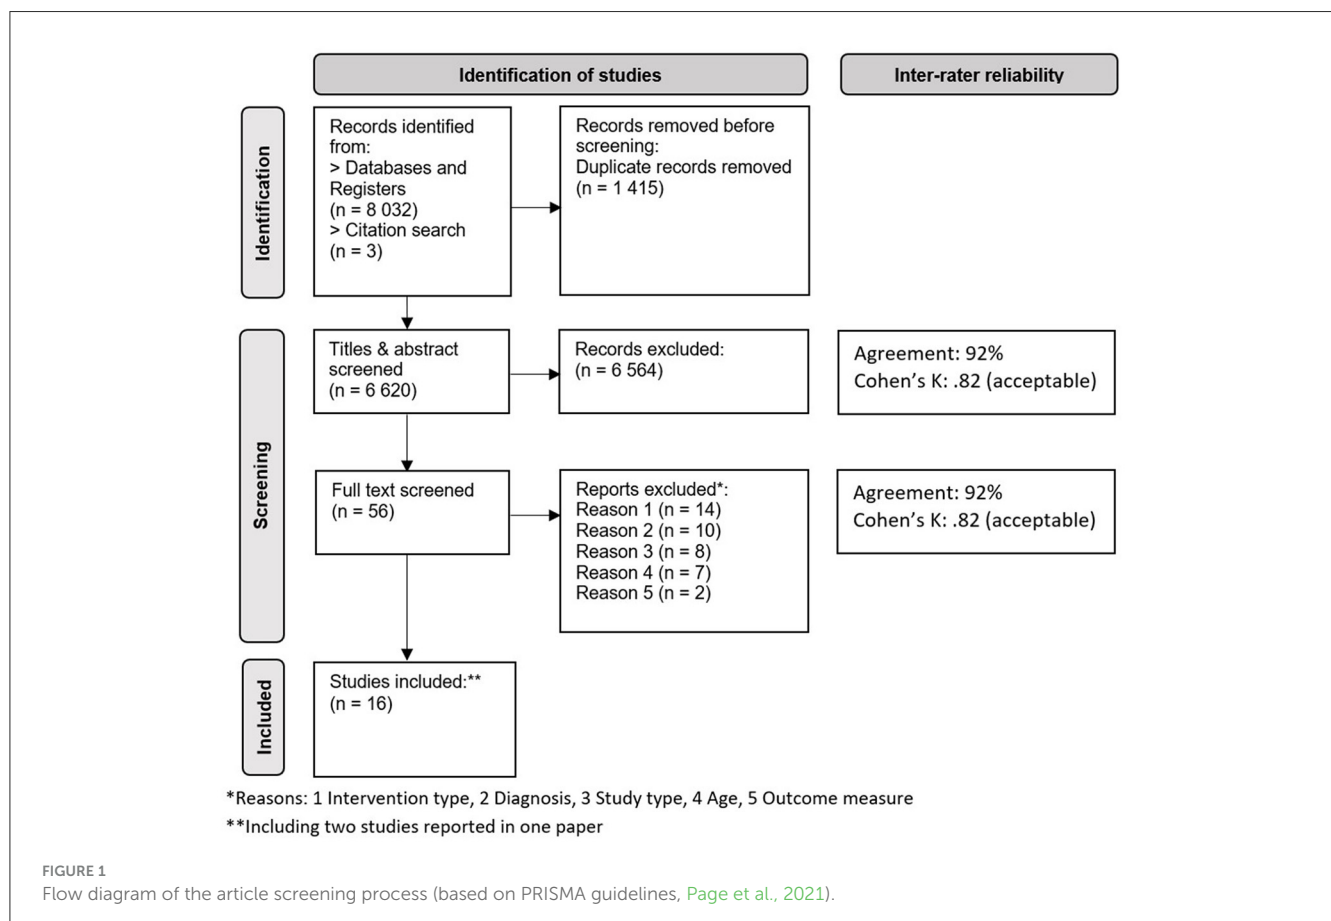 Identification of studies
Inter-rater reliability
Identification
Records identified
from:
> Databases and
Registers
(n = 8 032)
> Citation search
(n = 3)
Records removed before
screening:
Duplicate records removed
(n = 1 415)
Screening
Titles & abstract
screened
(n = 6 620)
Records excluded:
(n = 6 564)
Agreement: 92%
Cohen's K: .82 (acceptable)
Full text screened
(n = 56)
Reports excluded*:
Reason 1 (n = 14)
Reason 2 (n = 10)
Reason 3 (n = 8)
Reason 4 (n = 7)
Reason 5 (n = 2)
Agreement: 92%
Cohen's K: .82 (acceptable)
Included
Studies included:**
(n = 16)
*Reasons: 1 Intervention type, 2 Diagnosis, 3 Study type, 4 Age, 5 Outcome measure
**Including two studies reported in one paper
FIGURE 1
Flow diagram of the article screening process (based on PRISMA guidelines, Page et al., 2021).